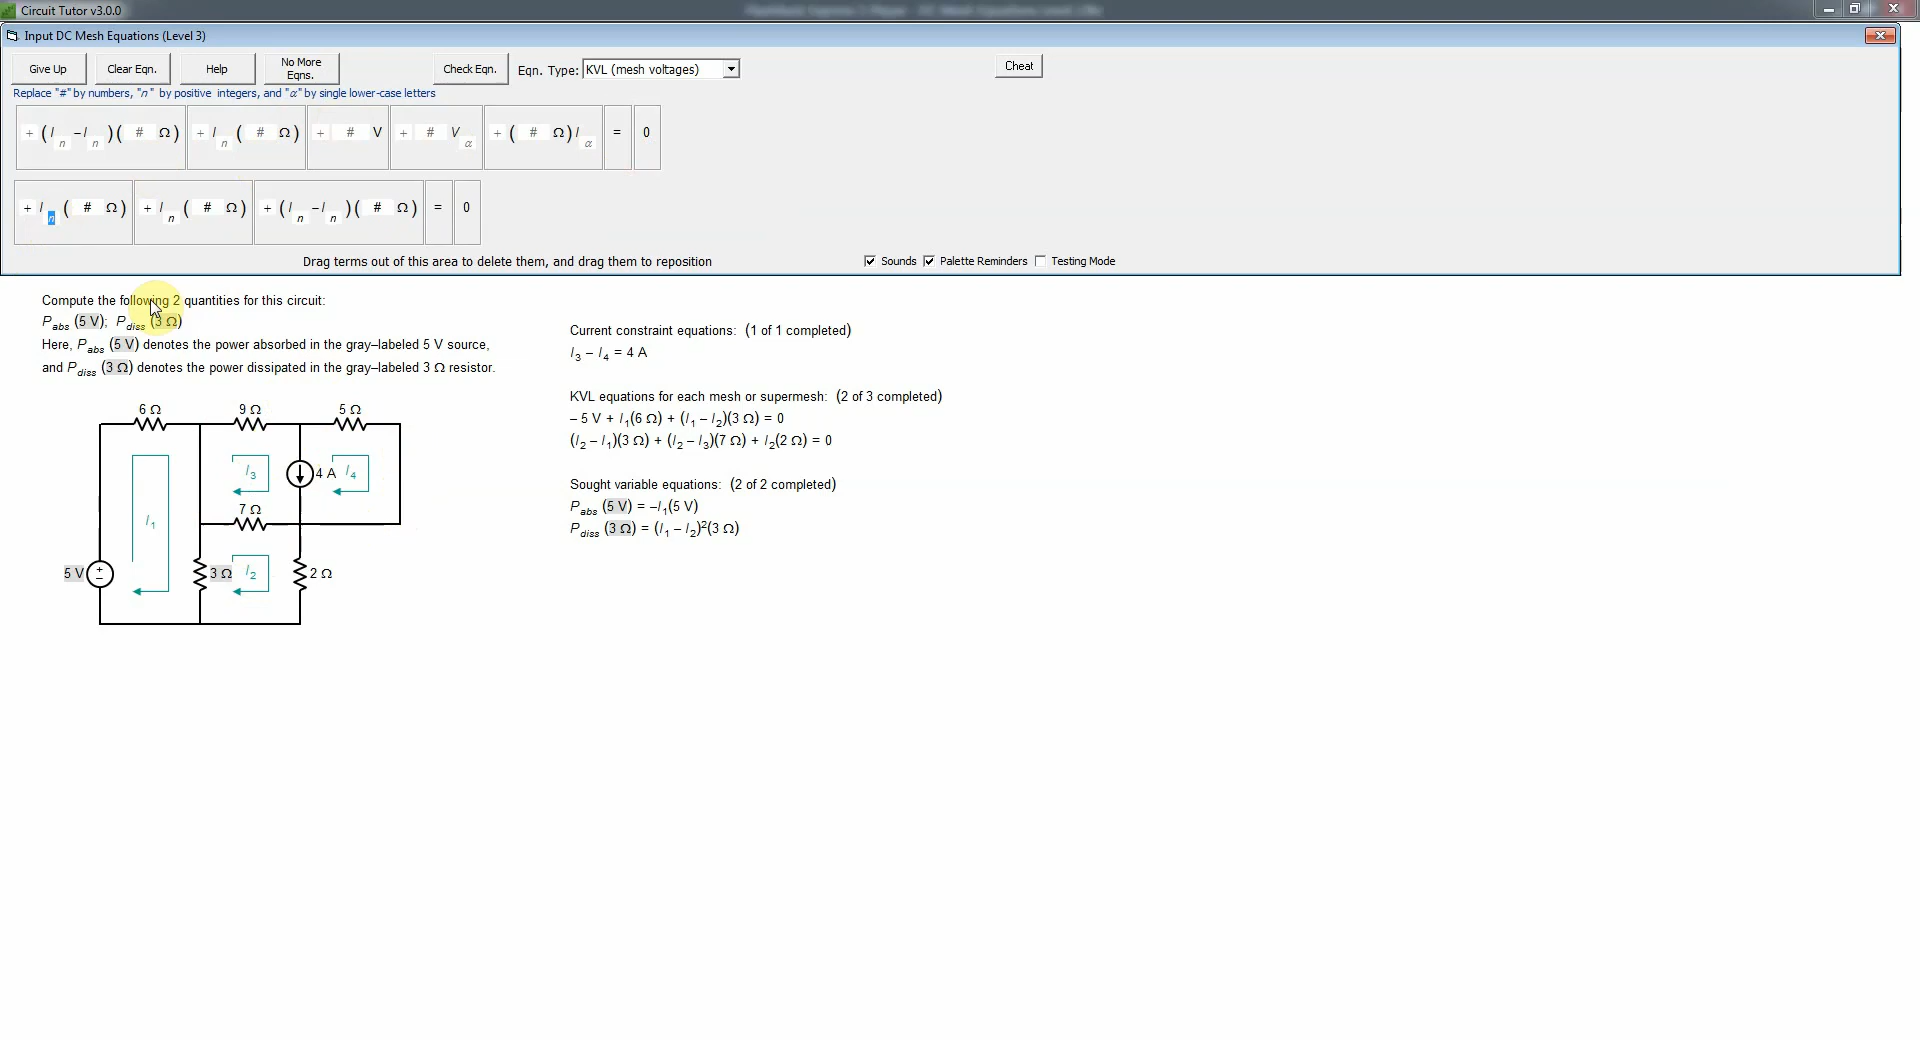 Circuit Tutor v3.0.0
Input DC Mesh Equations (Level 3)
Give Up Clear Eqn. Help No More Eqns. Check Eqn. Eqn. Type: KVL (mesh voltages) Cheat
Replace "#" by numbers, "n" by positive integers, and "α" by single lower-case letters
+ (I n – I n )( # Ω) + I n ( # Ω) + # V + # V α + ( # Ω) I α = 0
+ I n ( # Ω) + I n ( # Ω) + (I n – I n )( # Ω) = 0
Drag terms out of this area to delete them, and drag them to reposition Sounds Palette Reminders Testing Mode
Compute the following 2 quantities for this circuit:
Pabs (5 V); Pdiss (3 Ω)
Here, Pabs (5 V) denotes the power absorbed in the gray–labeled 5 V source,
and Pdiss (3 Ω) denotes the power dissipated in the gray–labeled 3 Ω resistor.
6 Ω 9 Ω 5 Ω
I3 4 A I4
7 Ω
I1
5 V + – 3 Ω I2 2 Ω
Current constraint equations: (1 of 1 completed)
I3 – I4 = 4 A
KVL equations for each mesh or supermesh: (2 of 3 completed)
– 5 V + I1(6 Ω) + (I1 – I2)(3 Ω) = 0
(I2 – I1)(3 Ω) + (I2 – I3)(7 Ω) + I2(2 Ω) = 0
Sought variable equations: (2 of 2 completed)
Pabs (5 V) = –I1(5 V)
Pdiss (3 Ω) = (I1 – I2)²(3 Ω)